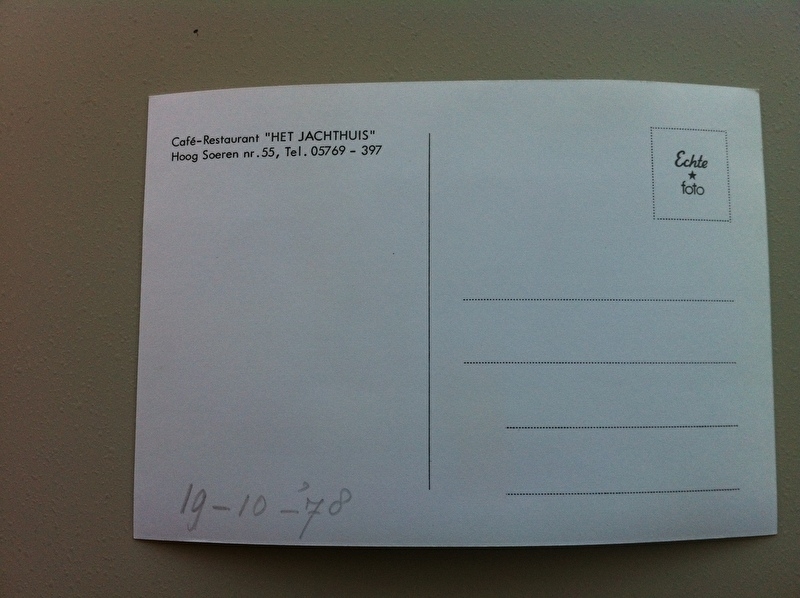 Café-Restaurant "HET JACHTHUIS"
Hoog Soeren nr.55, Tel. 05769 - 397
Echte
foto
19-10-'78